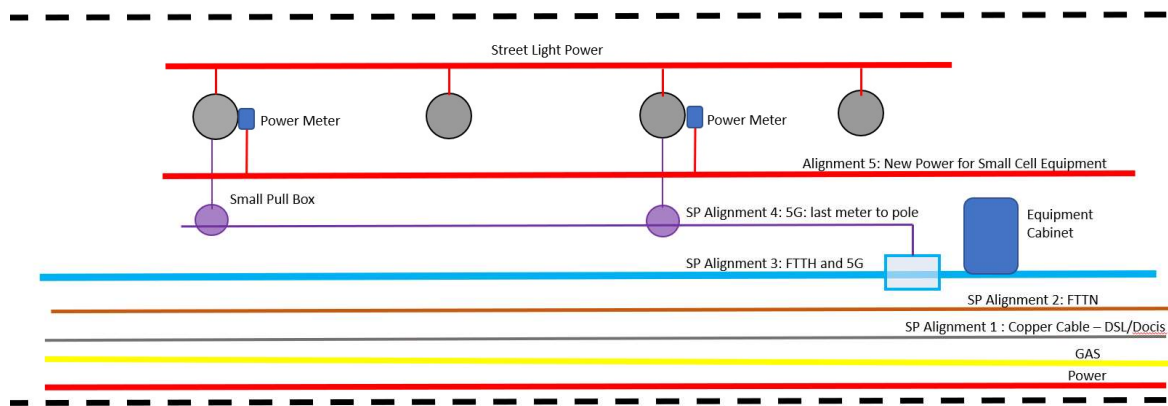 Street Light Power
Power Meter
Power Meter
Alignment 5: New Power for Small Cell Equipment
Small Pull Box
SP Alignment 4: 5G: last meter to pole
Equipment
Cabinet
SP Alignment 3: FTTH and 5G
SP Alignment 2: FTTN
SP Alignment 1 : Copper Cable – DSL/Docis
GAS
Power